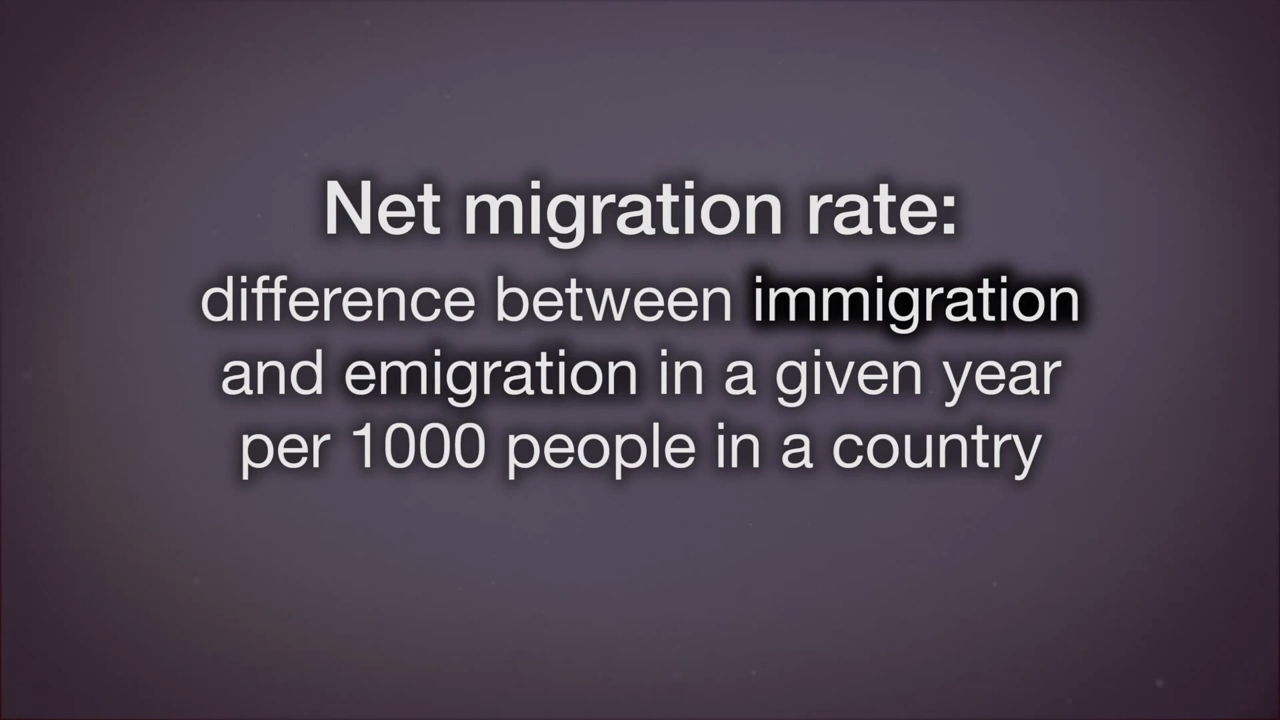 Net migration rate:
difference between immigration
and emigration in a given year
per 1000 people in a country